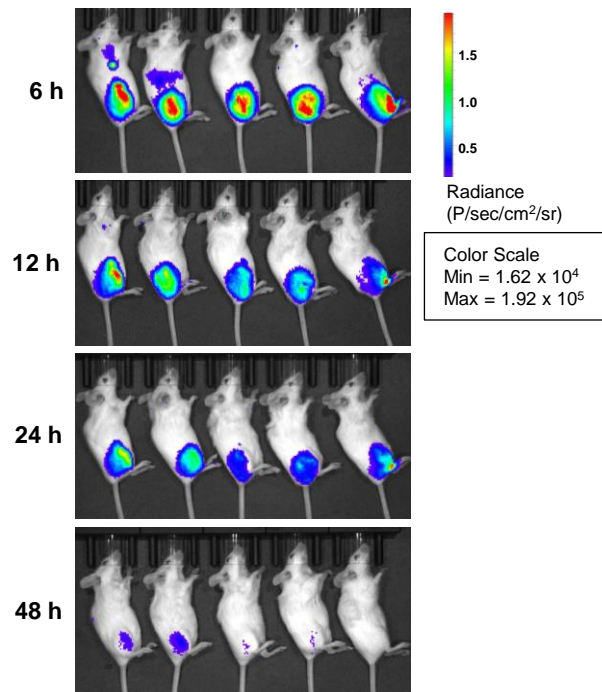 6 h
12 h
24 h
48 h
1.5
1.0
0.5
Radiance
(P/sec/cm²/sr)
Color Scale
Min = 1.62 x 10⁴
Max = 1.92 x 10⁵